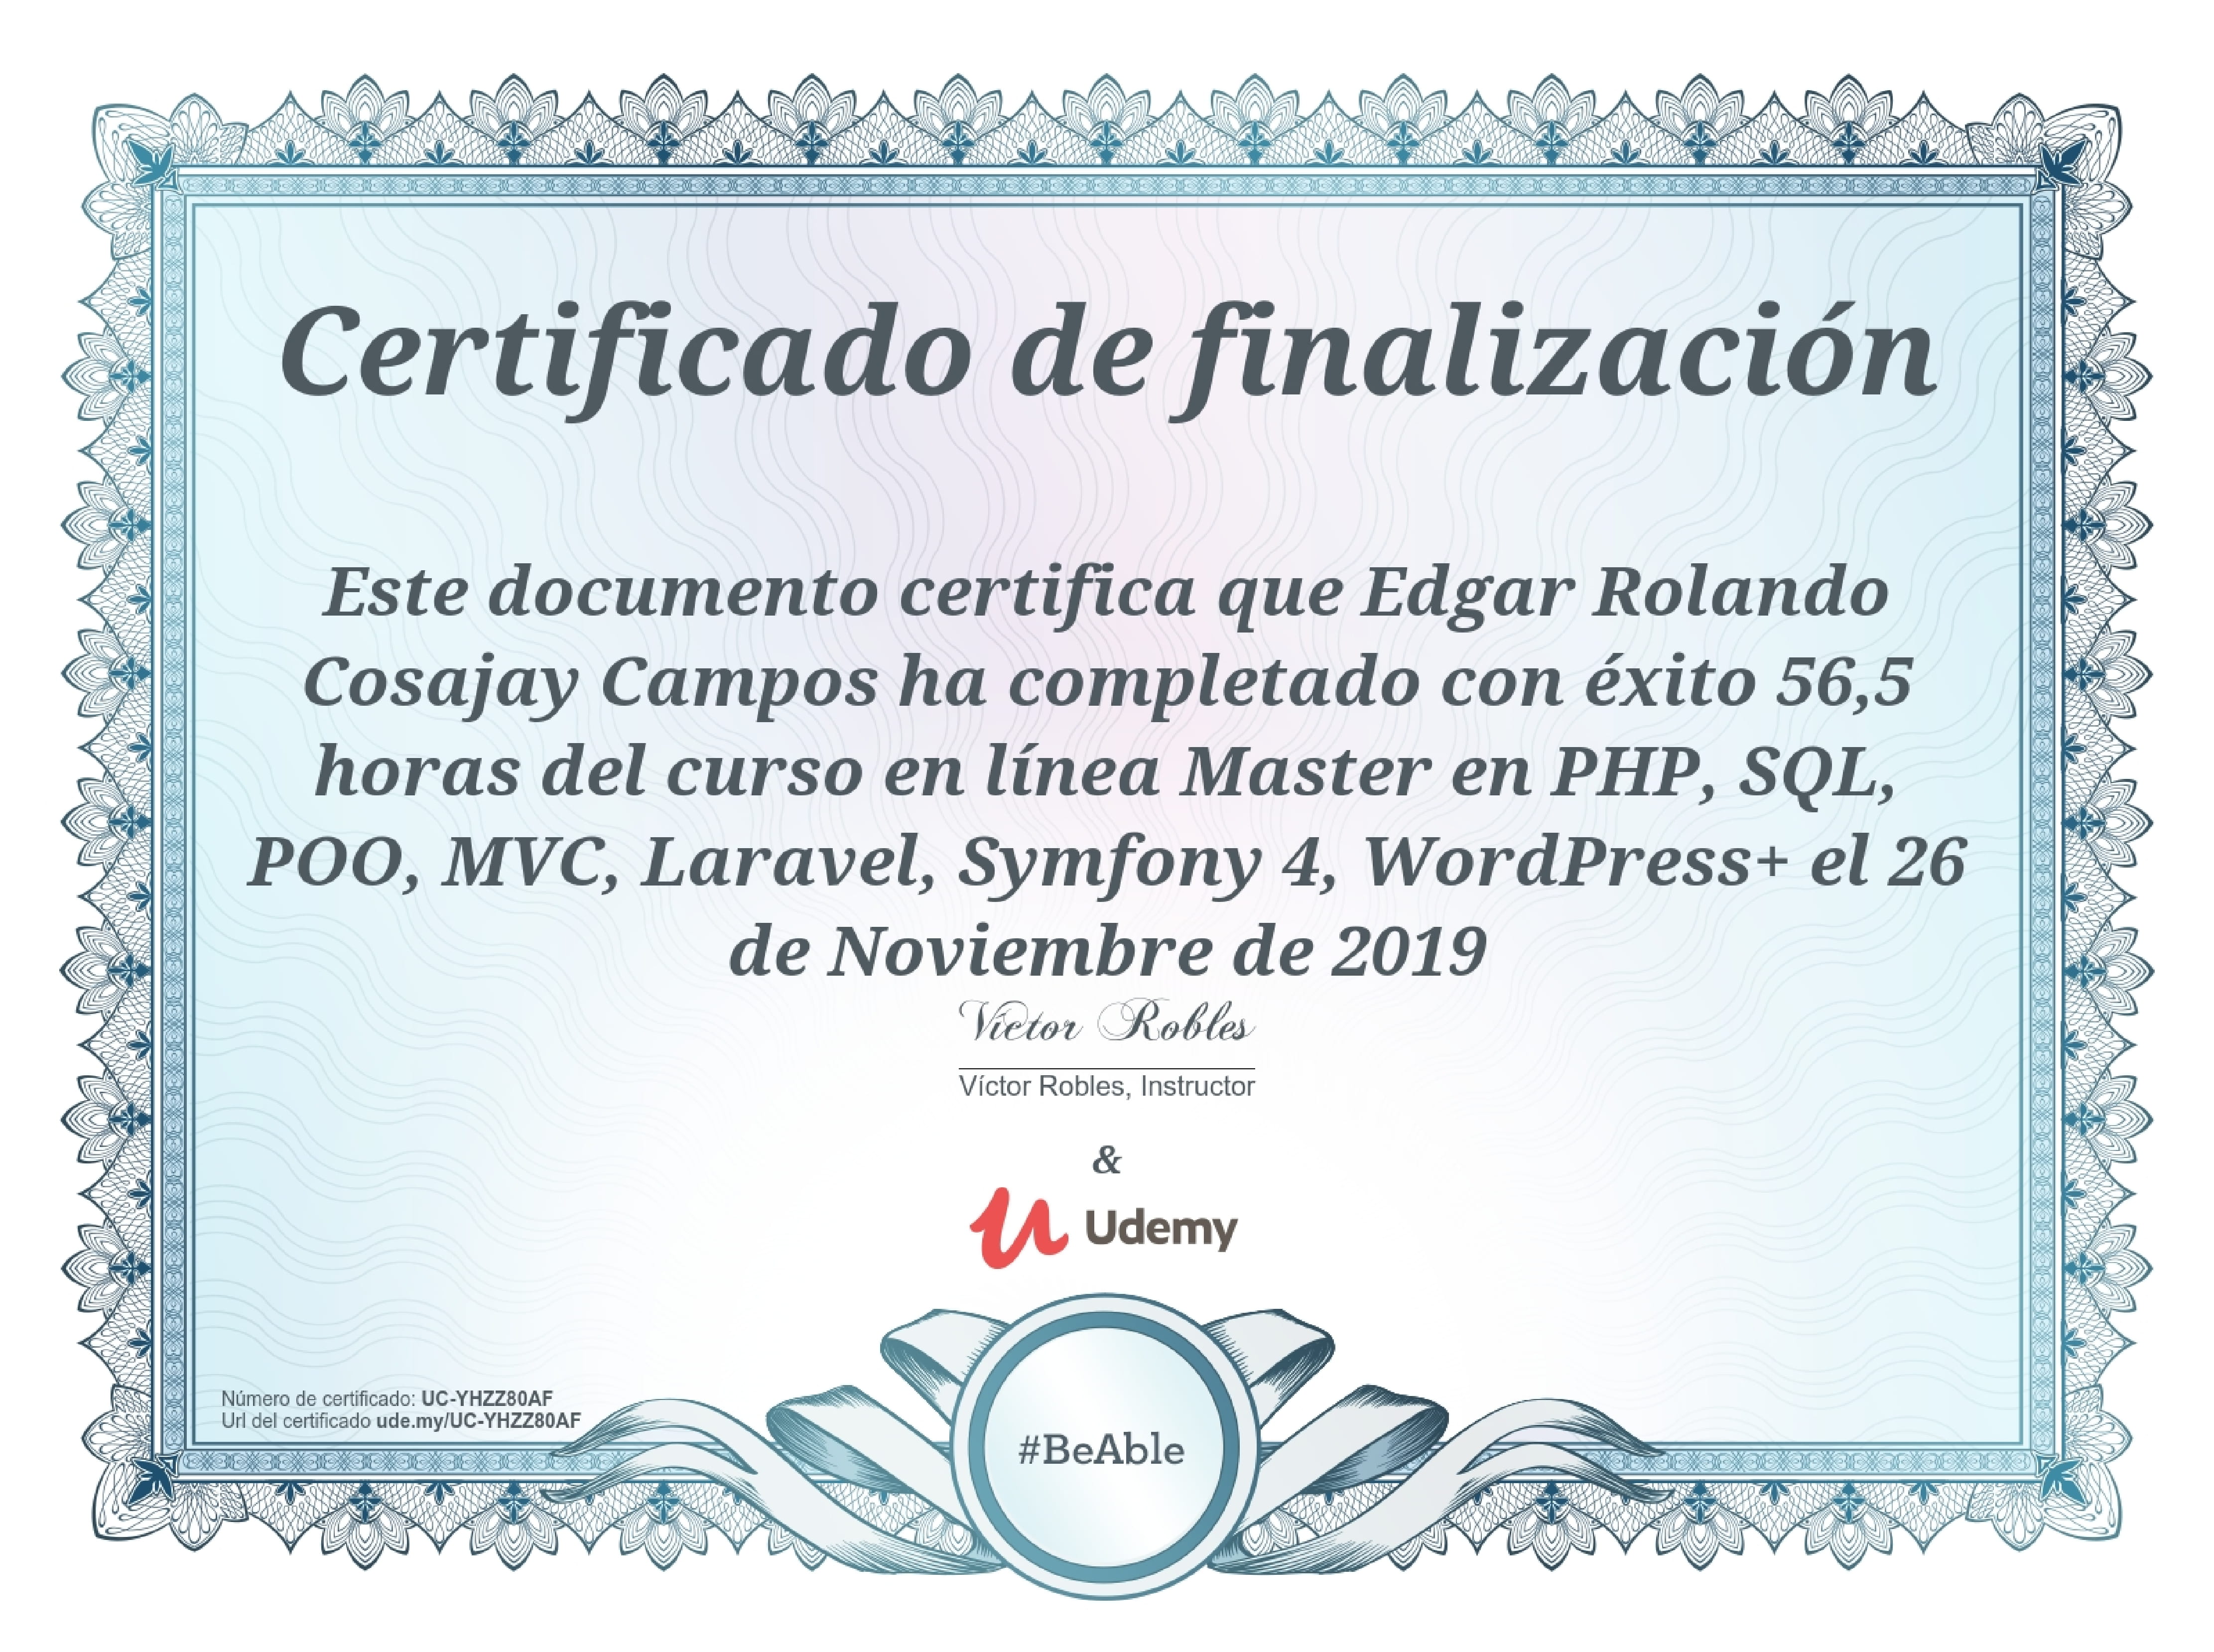 Certificado de finalización
Este documento certifica que Edgar Rolando
Cosajay Campos ha completado con éxito 56,5
horas del curso en línea Master en PHP, SQL,
POO, MVC, Laravel, Symfony 4, WordPress+ el 26
de Noviembre de 2019
Víctor Robles
Víctor Robles, Instructor
&
Udemy
Número de certificado: UC-YHZZ80AF
Url del certificado ude.my/UC-YHZZ80AF
#BeAble